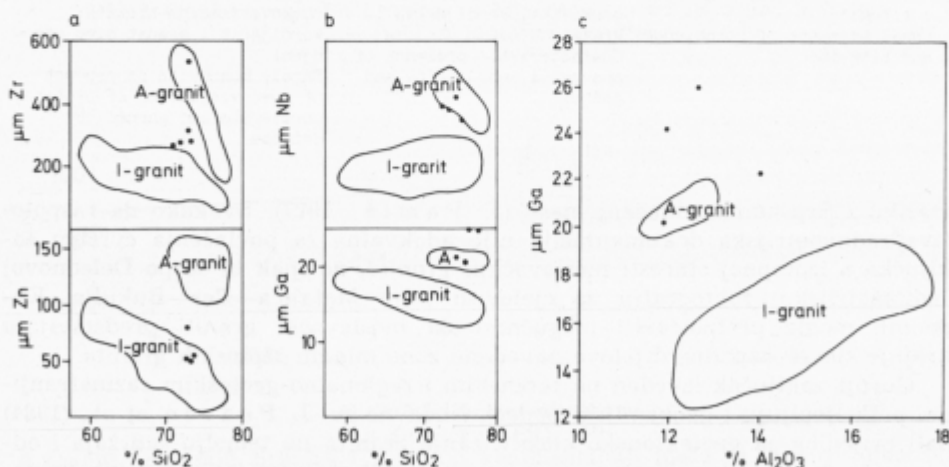 a
b
c
600
400
200
µm Zr
A-granit
I-granit
150
100
50
µm Zn
A-granit
I-granit
60
70
80
°/o SiO2
µm Nb
A-granit
I-grarit
20
10
µm Ga
A
I-granit
60
70
80
°/o SiO2
28
26
24
22
20
18
16
14
12
µm Ga
A-granit
I-granit
12
14
16
18
°/o Al2O3